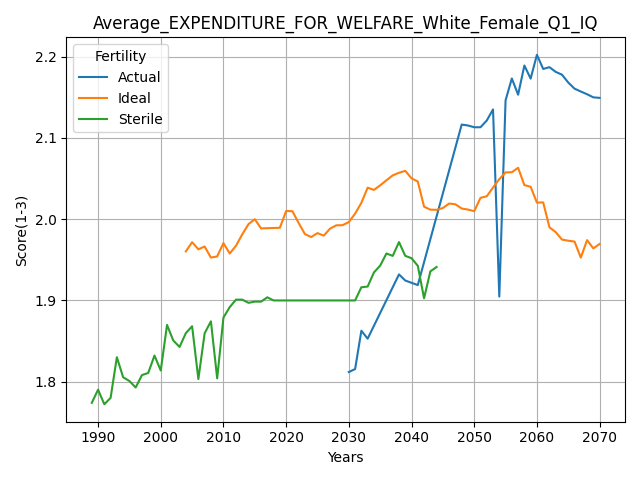 Average_EXPENDITURE_FOR_WELFARE_White_Female_Q1_IQ
Fertility
Actual
Ideal
Sterile
Score(1-3)
2.2
2.1
2.0
1.9
1.8
1990 2000 2010 2020 2030 2040 2050 2060 2070
Years